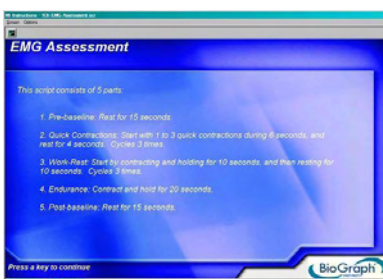 EMG Assessment
This script consists of 5 parts:
1. Pre-baseline: Rest for 15 seconds.
2. Quick Contractions: Start with 1 to 3 quick contractions during 6 seconds, and
rest for 4 seconds. Cycles 3 times.
3. Work-Rest: Start by contracting and holding for 10 seconds, and then resting for
10 seconds. Cycles 3 times.
4. Endurance: Contract and hold for 20 seconds.
5. Post-baseline: Rest for 15 seconds.
Press a key to continue
BioGraph